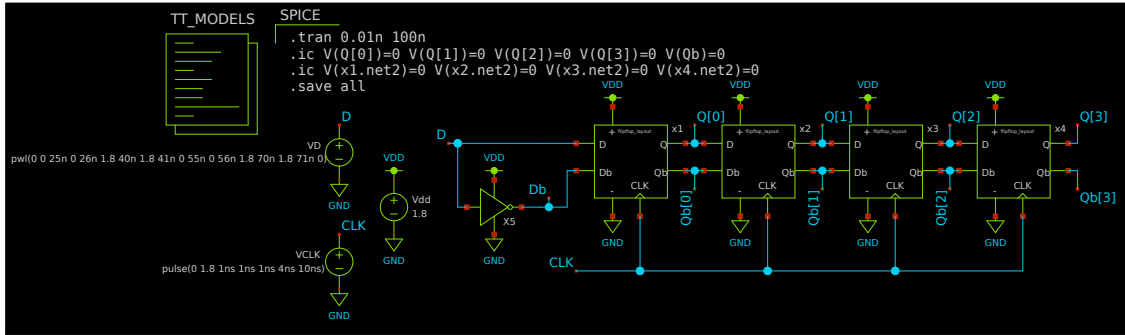 TT_MODELS
SPICE
.tran 0.01n 100n
.ic V(Q[0])=0 V(Q[1])=0 V(Q[2])=0 V(Q[3])=0 V(Qb)=0
.ic V(x1.net2)=0 V(x2.net2)=0 V(x3.net2)=0 V(x4.net2)=0
.save all
D
VD
pwl(0 0 25n 0 26n 1.8 40n 1.8 41n 0 55n 0 56n 1.8 70n 1.8 71n 0)
GND
CLK
VCLK
pulse(0 1.8 1ns 1ns 1ns 4ns 10ns)
GND
VDD
Vdd
1.8
GND
D
VDD
X5
GND
Db
CLK
VDD
+ flipflop_layout
x1
D
Q
Db
Qb
CLK
-
GND
Q[0]
Qb[0]
VDD
+ flipflop_layout
x2
D
Q
Db
Qb
CLK
-
GND
Q[1]
Qb[1]
VDD
+ flipflop_layout
x3
D
Q
Db
Qb
CLK
-
GND
Q[2]
Qb[2]
VDD
+ flipflop_layout
x4
D
Q
Db
Qb
CLK
-
GND
Q[3]
Qb[3]